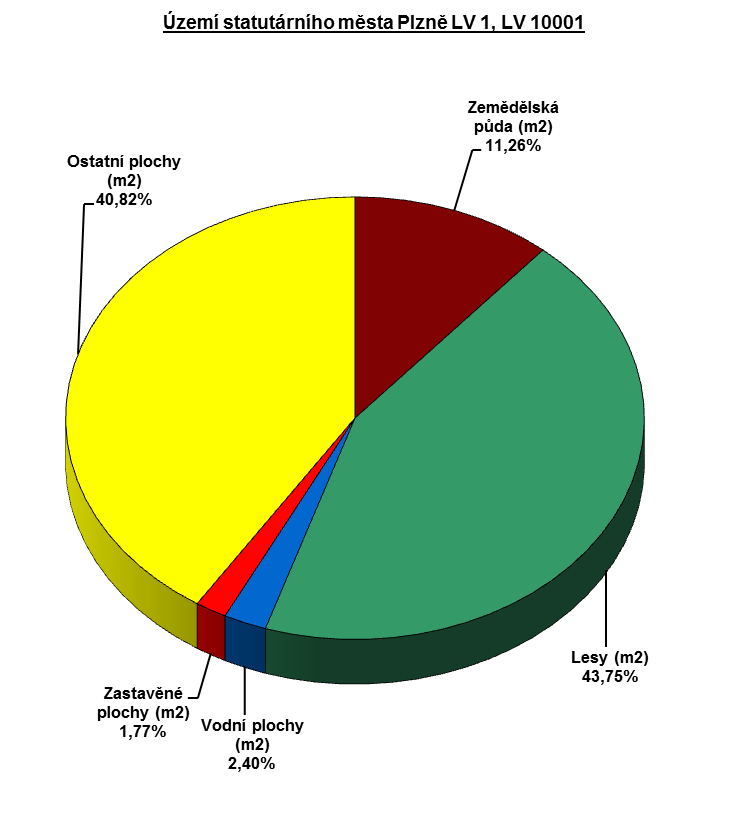 Území statutárního města Plzně LV 1, LV 10001
Zemědělská
půda (m2)
11,26%
Ostatní plochy
(m2)
40,82%
Lesy (m2)
43,75%
Zastavěné
plochy (m2)
1,77%
Vodní plochy
(m2)
2,40%